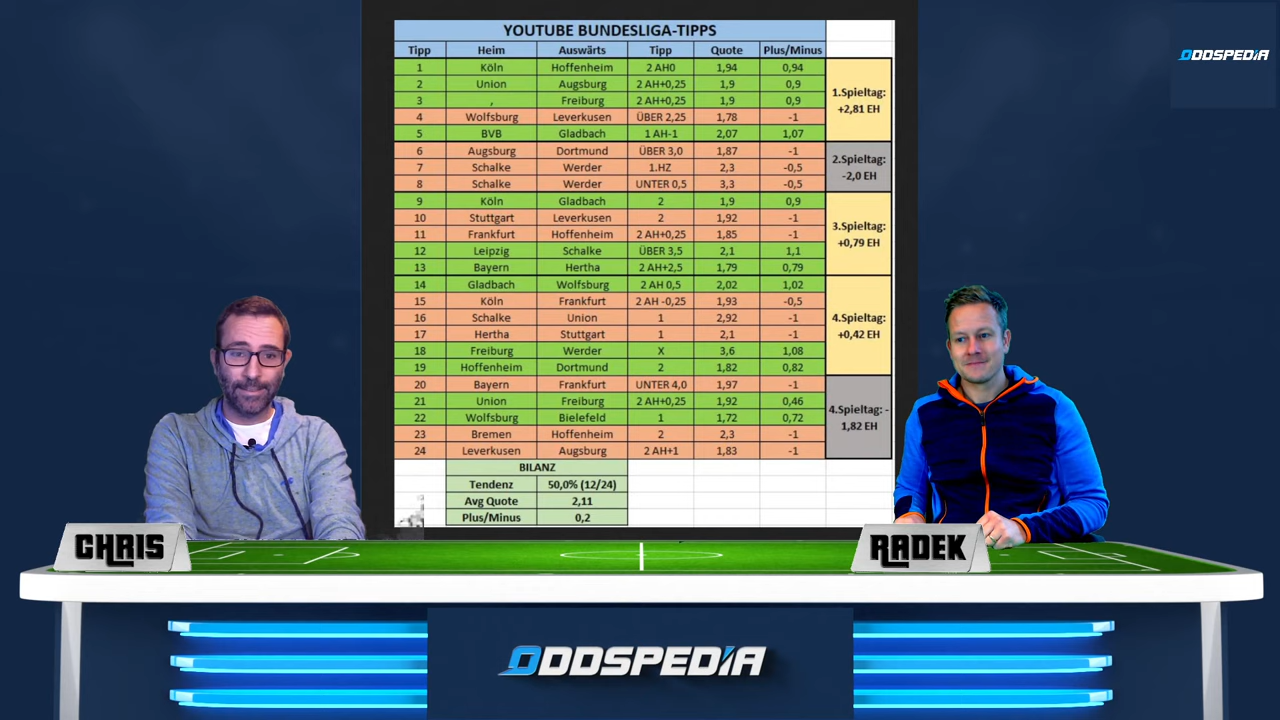 YOUTUBE BUNDESLIGA-TIPPS
ODDSPEDIA
Tipp Heim Auswärts Tipp Quote Plus/Minus
1 Köln Hoffenheim 2 AH0 1,94 0,94
2 Union Augsburg 2 AH+0,25 1,9 0,9
3 , Freiburg 2 AH+0,25 1,9 0,9
4 Wolfsburg Leverkusen ÜBER 2,25 1,78 -1
5 BVB Gladbach 1 AH-1 2,07 1,07
1.Spieltag:
+2,81 EH
6 Augsburg Dortmund ÜBER 3,0 1,87 -1
7 Schalke Werder 1.HZ 2,3 -0,5
8 Schalke Werder UNTER 0,5 3,3 -0,5
2.Spieltag:
-2,0 EH
9 Köln Gladbach 2 1,9 0,9
10 Stuttgart Leverkusen 2 1,92 -1
11 Frankfurt Hoffenheim 2 AH+0,25 1,85 -1
12 Leipzig Schalke ÜBER 3,5 2,1 1,1
13 Bayern Hertha 2 AH+2,5 1,79 0,79
3.Spieltag:
+0,79 EH
14 Gladbach Wolfsburg 2 AH 0,5 2,02 1,02
15 Köln Frankfurt 2 AH -0,25 1,93 -0,5
16 Schalke Union 1 2,92 -1
17 Hertha Stuttgart 1 2,1 -1
18 Freiburg Werder X 3,6 1,08
19 Hoffenheim Dortmund 2 1,82 0,82
4.Spieltag:
+0,42 EH
20 Bayern Frankfurt UNTER 4,0 1,97 -1
21 Union Freiburg 2 AH+0,25 1,92 0,46
22 Wolfsburg Bielefeld 1 1,72 0,72
23 Bremen Hoffenheim 2 2,3 -1
24 Leverkusen Augsburg 2 AH+1 1,83 -1
4.Spieltag: -
1,82 EH
BILANZ
Tendenz 50,0% (12/24)
Avg Quote 2,11
Plus/Minus 0,2
CHRIS
RADEK
ODDSPEDIA